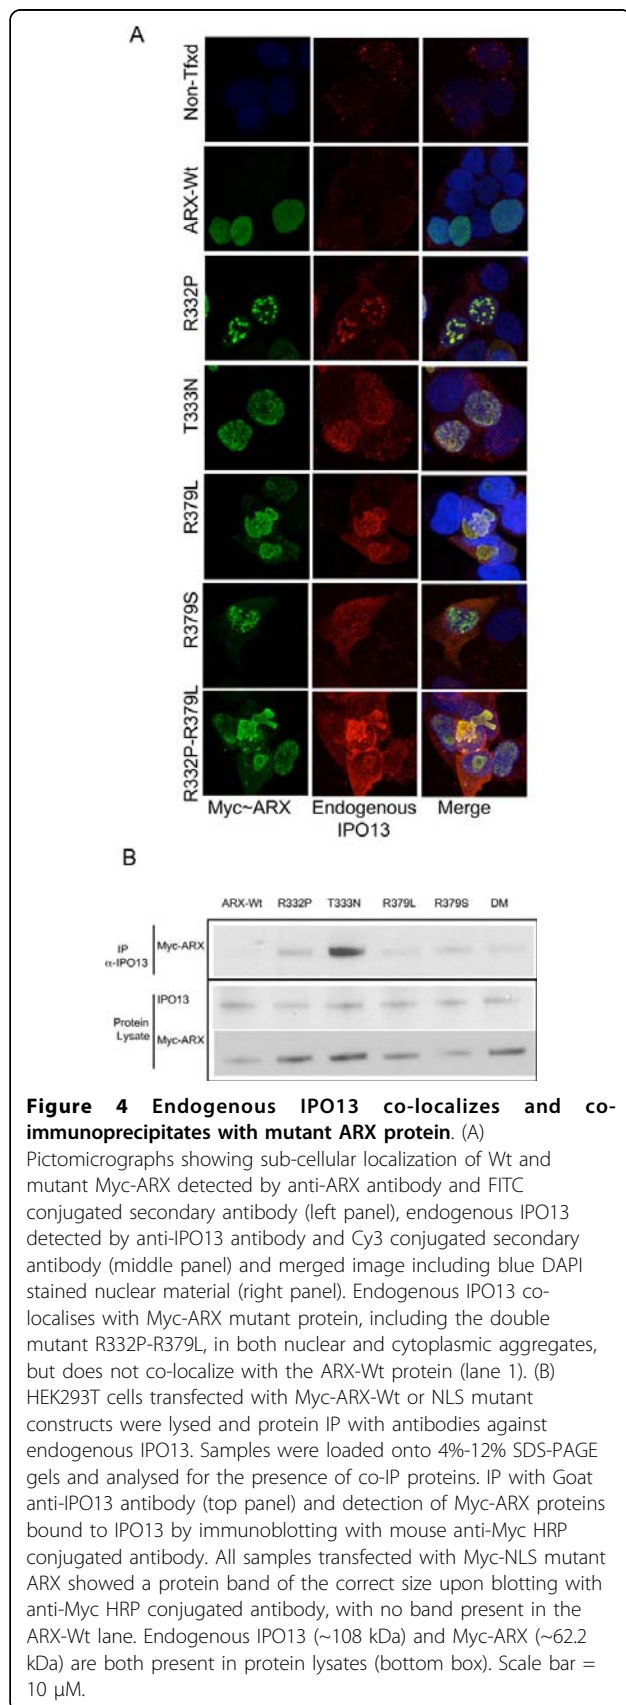 A
Non-Tfxd
ARX-Wt
R332P
T333N
R379L
R379S
R332P-R379L
Myc~ARX Endogenous IPO13 Merge
B
ARX-Wt R332P T333N R379L R379S DM
IP α-IPO13
Myc-ARX
Protein Lysate
IPO13
Myc-ARX
Figure 4 Endogenous IPO13 co-localizes and co-
immunoprecipitates with mutant ARX protein. (A)
Pictomicrographs showing sub-cellular localization of Wt and
mutant Myc-ARX detected by anti-ARX antibody and FITC
conjugated secondary antibody (left panel), endogenous IPO13
detected by anti-IPO13 antibody and Cy3 conjugated secondary
antibody (middle panel) and merged image including blue DAPI
stained nuclear material (right panel). Endogenous IPO13 co-
localises with Myc-ARX mutant protein, including the double
mutant R332P-R379L, in both nuclear and cytoplasmic aggregates,
but does not co-localize with the ARX-Wt protein (lane 1). (B)
HEK293T cells transfected with Myc-ARX-Wt or NLS mutant
constructs were lysed and protein IP with antibodies against
endogenous IPO13. Samples were loaded onto 4%-12% SDS-PAGE
gels and analysed for the presence of co-IP proteins. IP with Goat
anti-IPO13 antibody (top panel) and detection of Myc-ARX proteins
bound to IPO13 by immunoblotting with mouse anti-Myc HRP
conjugated antibody. All samples transfected with Myc-NLS mutant
ARX showed a protein band of the correct size upon blotting with
anti-Myc HRP conjugated antibody, with no band present in the
ARX-Wt lane. Endogenous IPO13 (~108 kDa) and Myc-ARX (~62.2
kDa) are both present in protein lysates (bottom box). Scale bar =
10 μM.